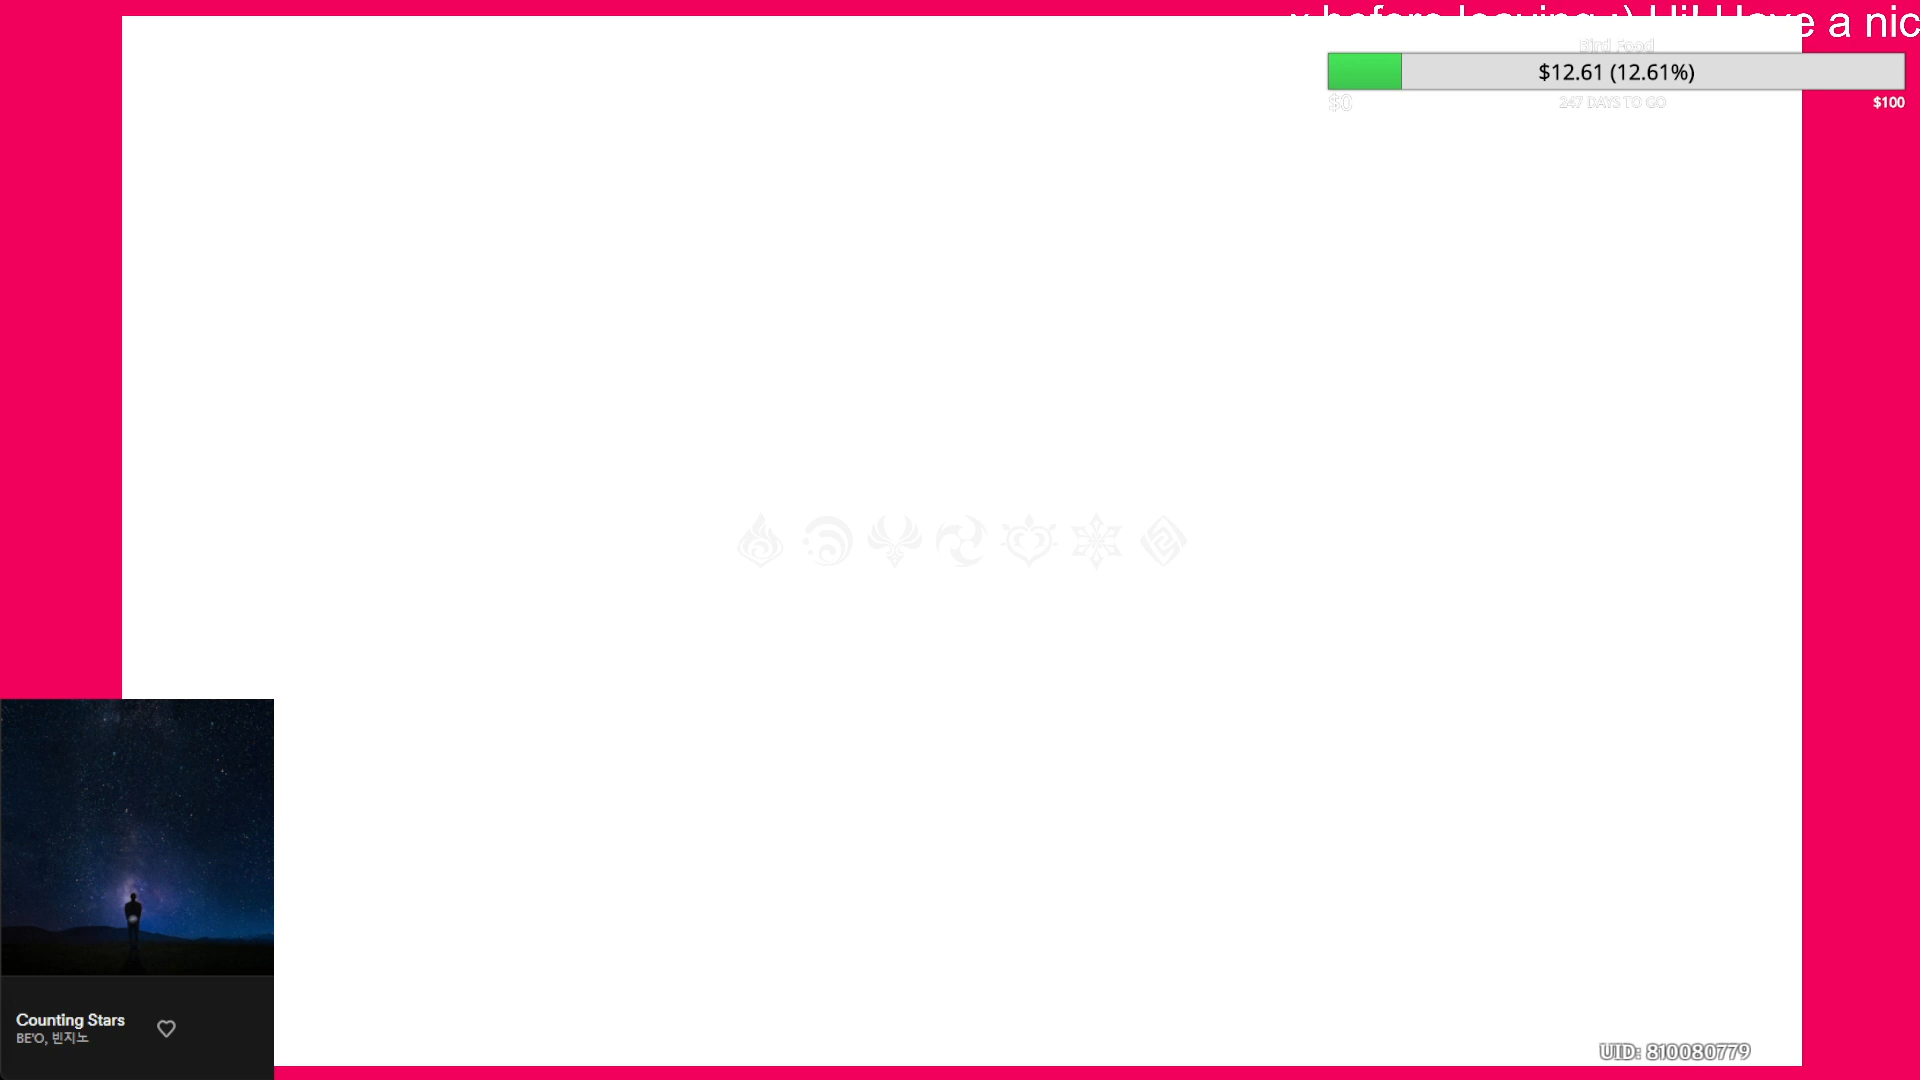 before leaving :) Hi! Have a nic
Bird Food
$12.61 (12.61%)
$0
247 DAYS TO GO
$100
Counting Stars
BE'O, 빈지노
UID: 810080779